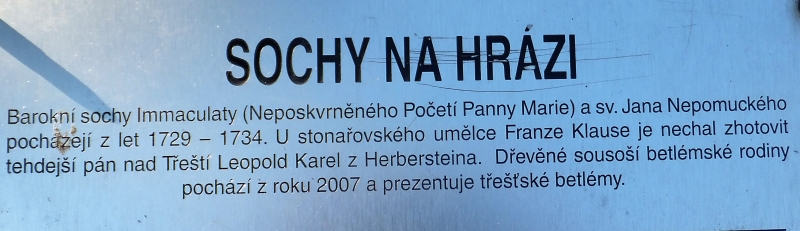 SOCHY NA HRÁZI
Barokní sochy Immaculaty (Neposkvrněného Početí Panny Marie) a sv. Jana Nepomuckého
pocházejí z let 1729 – 1734. U stonařovského umělce Franze Klause je nechal zhotovit
tehdejší pán nad Třeští Leopold Karel z Herbersteina. Dřevěné sousoší betlémské rodiny
pochází z roku 2007 a prezentuje třešťské betlémy.